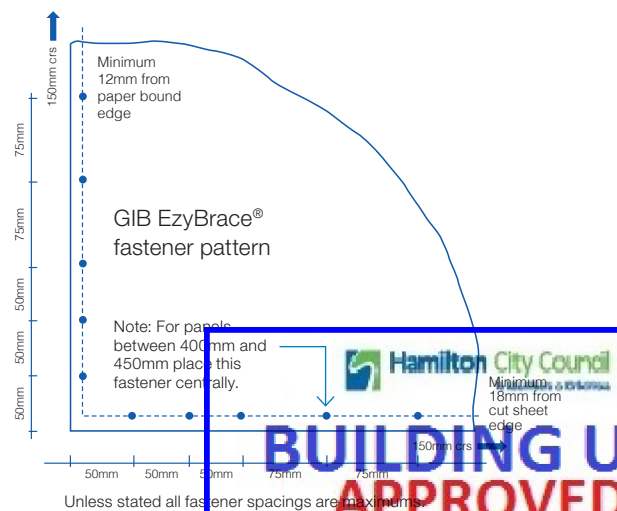 150mm crs
Minimum
12mm from
paper bound
edge
75mm
75mm
50mm
50mm
50mm
GIB EzyBrace®
fastener pattern
Note: For panels
between 400mm and
450mm place this
fastener centrally.
Hamilton City Council
Minimum
18mm from
cut sheet
edge
150mm crs
BUILDING U
50mm 50mm 50mm 75mm 75mm
APPROVED
Unless stated all fastener spacings are maximums.